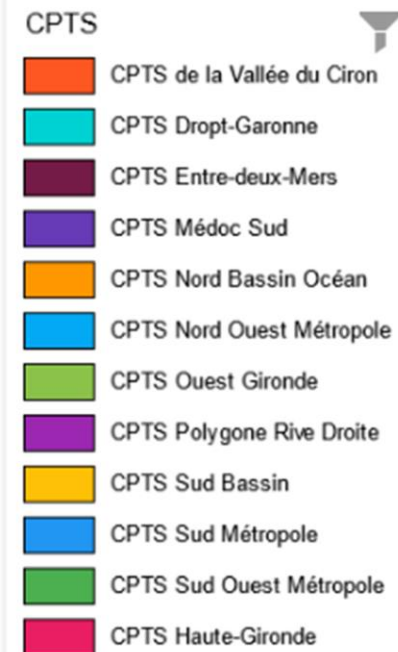 CPTS
CPTS de la Vallée du Ciron
CPTS Dropt-Garonne
CPTS Entre-deux-Mers
CPTS Médoc Sud
CPTS Nord Bassin Océan
CPTS Nord Ouest Métropole
CPTS Ouest Gironde
CPTS Polygone Rive Droite
CPTS Sud Bassin
CPTS Sud Métropole
CPTS Sud Ouest Métropole
CPTS Haute-Gironde